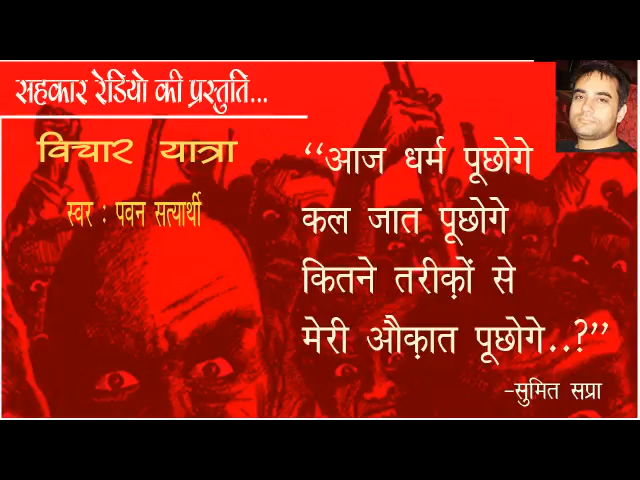 सहकार रेडियो की प्रस्तुति...
विचार यात्रा
स्वर : पवन सत्यार्थी
“आज धर्म पूछोगे
कल जात पूछोगे
कितने तरीक़ों से
मेरी औक़ात पूछोगे..?”
-सुमित सप्रा